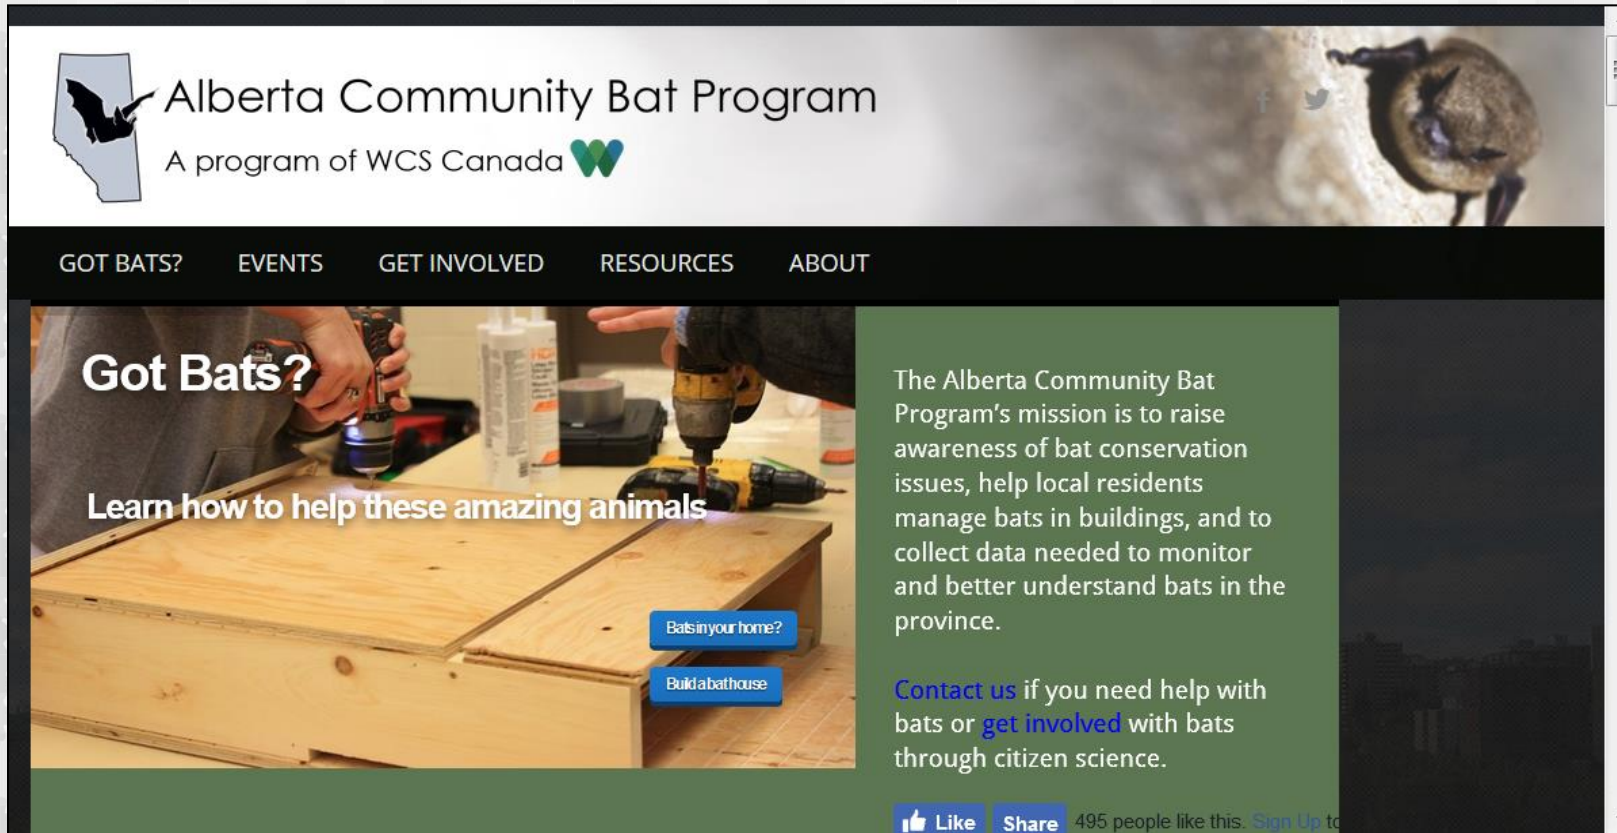 Alberta Community Bat Program
A program of WCS Canada
GOT BATS? EVENTS GET INVOLVED RESOURCES ABOUT
Got Bats?
Learn how to help these amazing animals
Bats in your home?
Build a bathouse
The Alberta Community Bat
Program's mission is to raise
awareness of bat conservation
issues, help local residents
manage bats in buildings, and to
collect data needed to monitor
and better understand bats in the
province.
Contact us if you need help with
bats or get involved with bats
through citizen science.
Like Share 495 people like this. Sign Up to